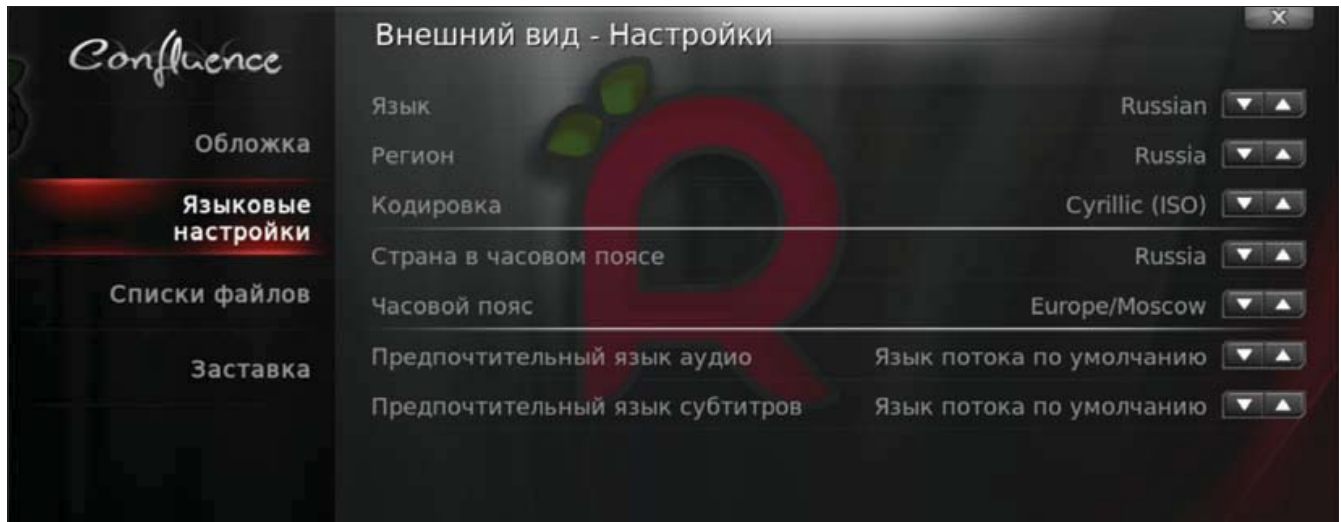 Confluence
Обложка
Языковые
настройки
Списки файлов
Заставка
Внешний вид - Настройки
Язык Russian
Регион Russia
Кодировка Cyrillic (ISO)
Страна в часовом поясе Russia
Часовой пояс Europe/Moscow
Предпочтительный язык аудио Язык потока по умолчанию
Предпочтительный язык субтитров Язык потока по умолчанию